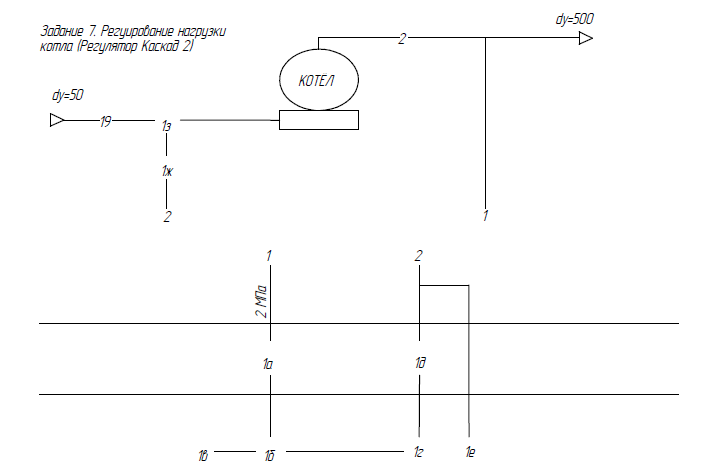 Задание 7. Регуирование нагрузки
котла (Регулятор Каскад 2)
dy=500
2
КОТЕЛ
dy=50
19
1з
1ж
2
1
1
2
2 МПа
1а
1д
1в
1б
1г
1е